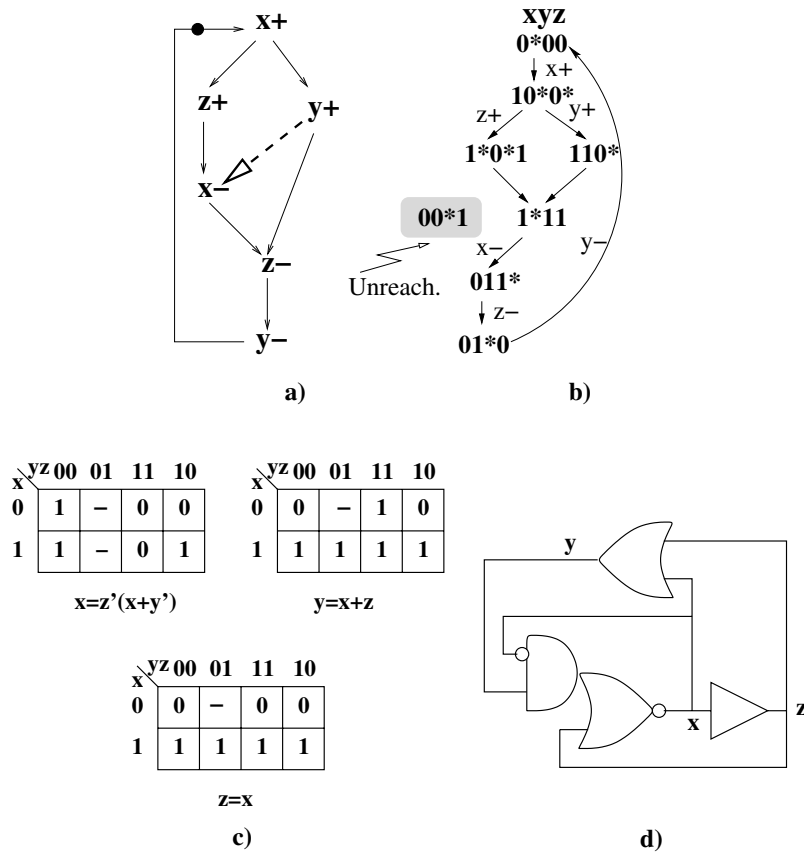 x+
z+
y+
x−
z−
y−
a)
xyz
0*00
x+
10*0*
z+
y+
1*0*1
110*
00*1
1*11
x−
y−
Unreach.
011*
z−
01*0
b)
x yz 00 01 11 10
0 1 − 0 0
1 1 − 0 1
x=z'(x+y')
x yz 00 01 11 10
0 0 − 1 0
1 1 1 1 1
y=x+z
x yz 00 01 11 10
0 0 − 0 0
1 1 1 1 1
z=x
c)
y
x
z
d)